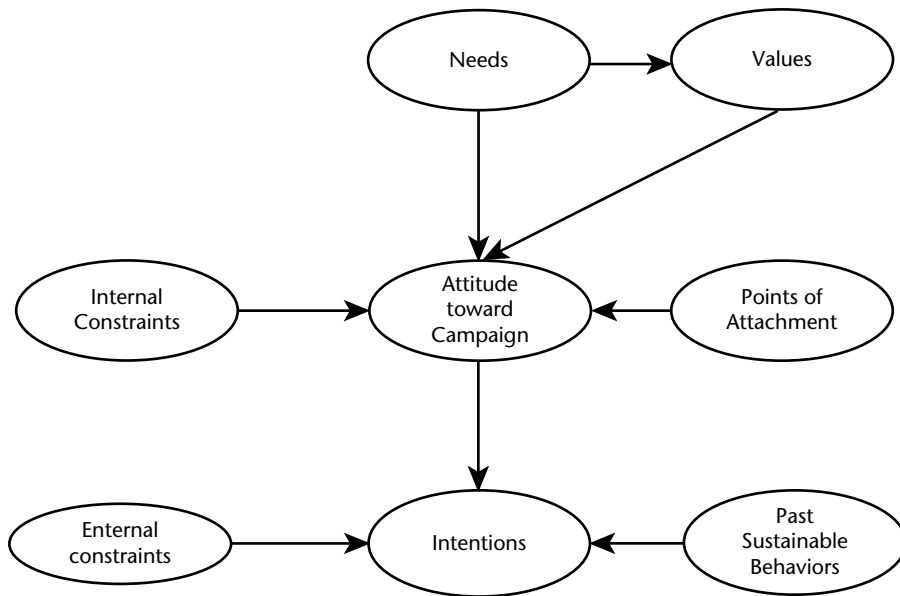 Needs
Values
Internal
Constraints
Attitude
toward
Campaign
Points of
Attachment
Enternal
constraints
Intentions
Past
Sustainable
Behaviors